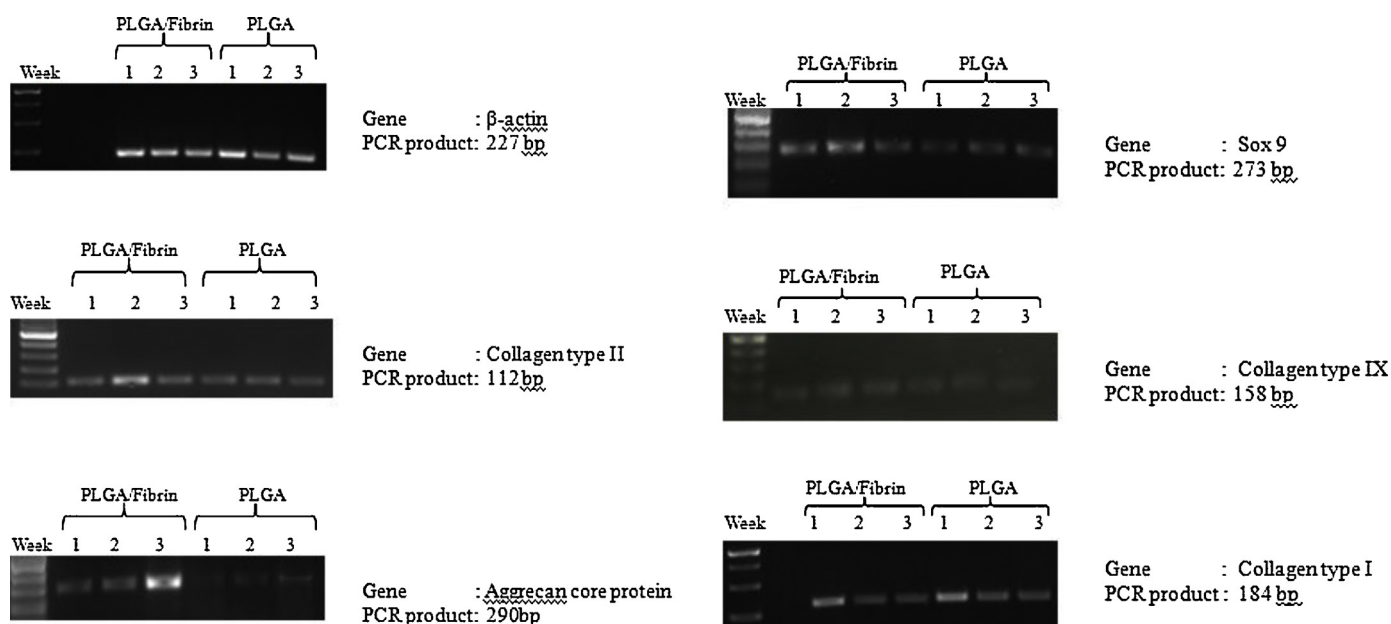 PLGA/Fibrin PLGA
Week 1 2 3 1 2 3
Gene : β-actin
PCR product: 227 bp
PLGA/Fibrin PLGA
Week 1 2 3 1 2 3
Gene : Collagen type II
PCR product: 112bp
PLGA/Fibrin PLGA
Week 1 2 3 1 2 3
Gene : Aggrecan core protein
PCR product: 290bp
PLGA/Fibrin PLGA
Week 1 2 3 1 2 3
Gene : Sox 9
PCR product: 273 bp
PLGA/Fibrin PLGA
Week 1 2 3 1 2 3
Gene : Collagen type IX
PCR product: 158 bp
PLGA/Fibrin PLGA
Week 1 2 3 1 2 3
Gene : Collagen type I
PCR product: 184 bp